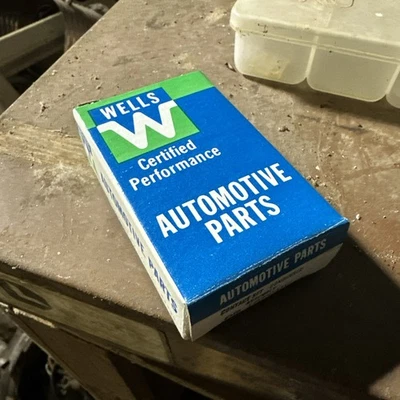 WELLS
W
Certified
Performance
AUTOMOTIVE
PARTS
AUTOMOTIVE PARTS
AUTOMOTIVE PARTS